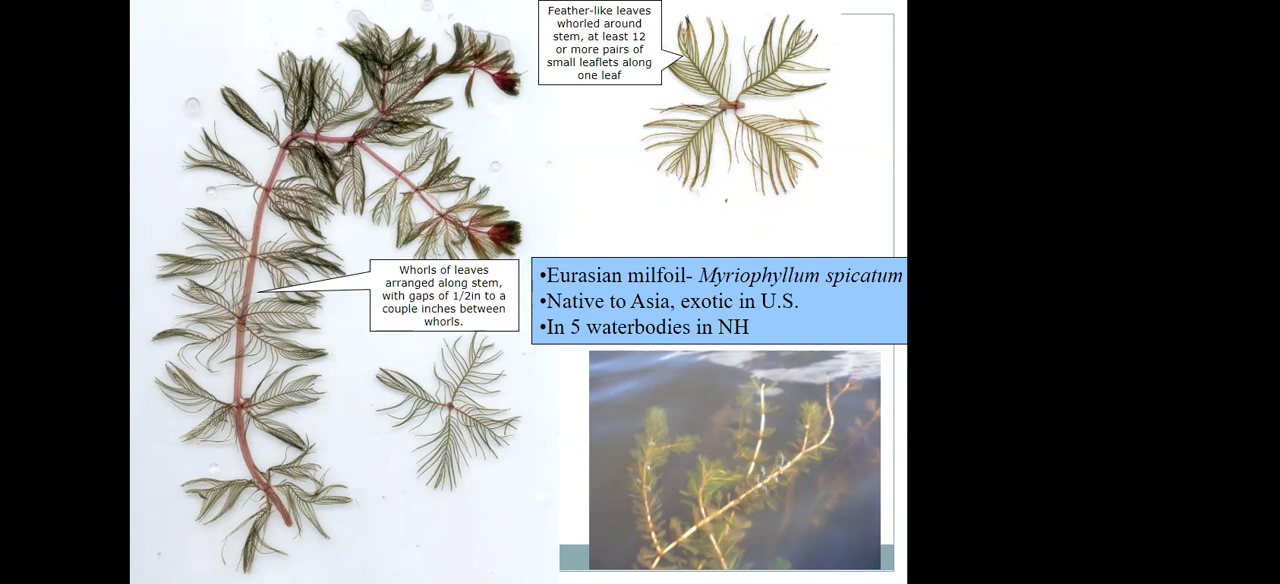 Feather-like leaves
whorled around
stem, at least 12
or more pairs of
small leaflets along
one leaf
Whorls of leaves
arranged along stem,
with gaps of 1/2in to a
couple inches between
whorls.
•Eurasian milfoil- Myriophyllum spicatum
•Native to Asia, exotic in U.S.
•In 5 waterbodies in NH